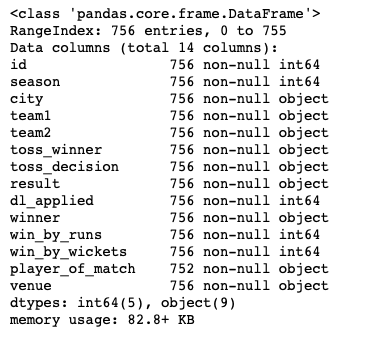 <class 'pandas.core.frame.DataFrame'>
RangeIndex: 756 entries, 0 to 755
Data columns (total 14 columns):
id                 756 non-null int64
season             756 non-null int64
city               756 non-null object
team1              756 non-null object
team2              756 non-null object
toss_winner        756 non-null object
toss_decision      756 non-null object
result             756 non-null object
dl_applied         756 non-null int64
winner             756 non-null object
win_by_runs        756 non-null int64
win_by_wickets     756 non-null int64
player_of_match    752 non-null object
venue              756 non-null object
dtypes: int64(5), object(9)
memory usage: 82.8+ KB